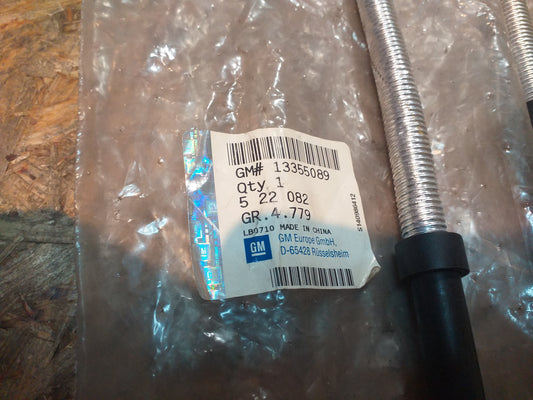 GM# 13355089
Qty 1
5 22 082
GR.4.779
LB0710 MADE IN CHINA
GM
GM Europe GmbH,
D-65428 Rüsselsheim